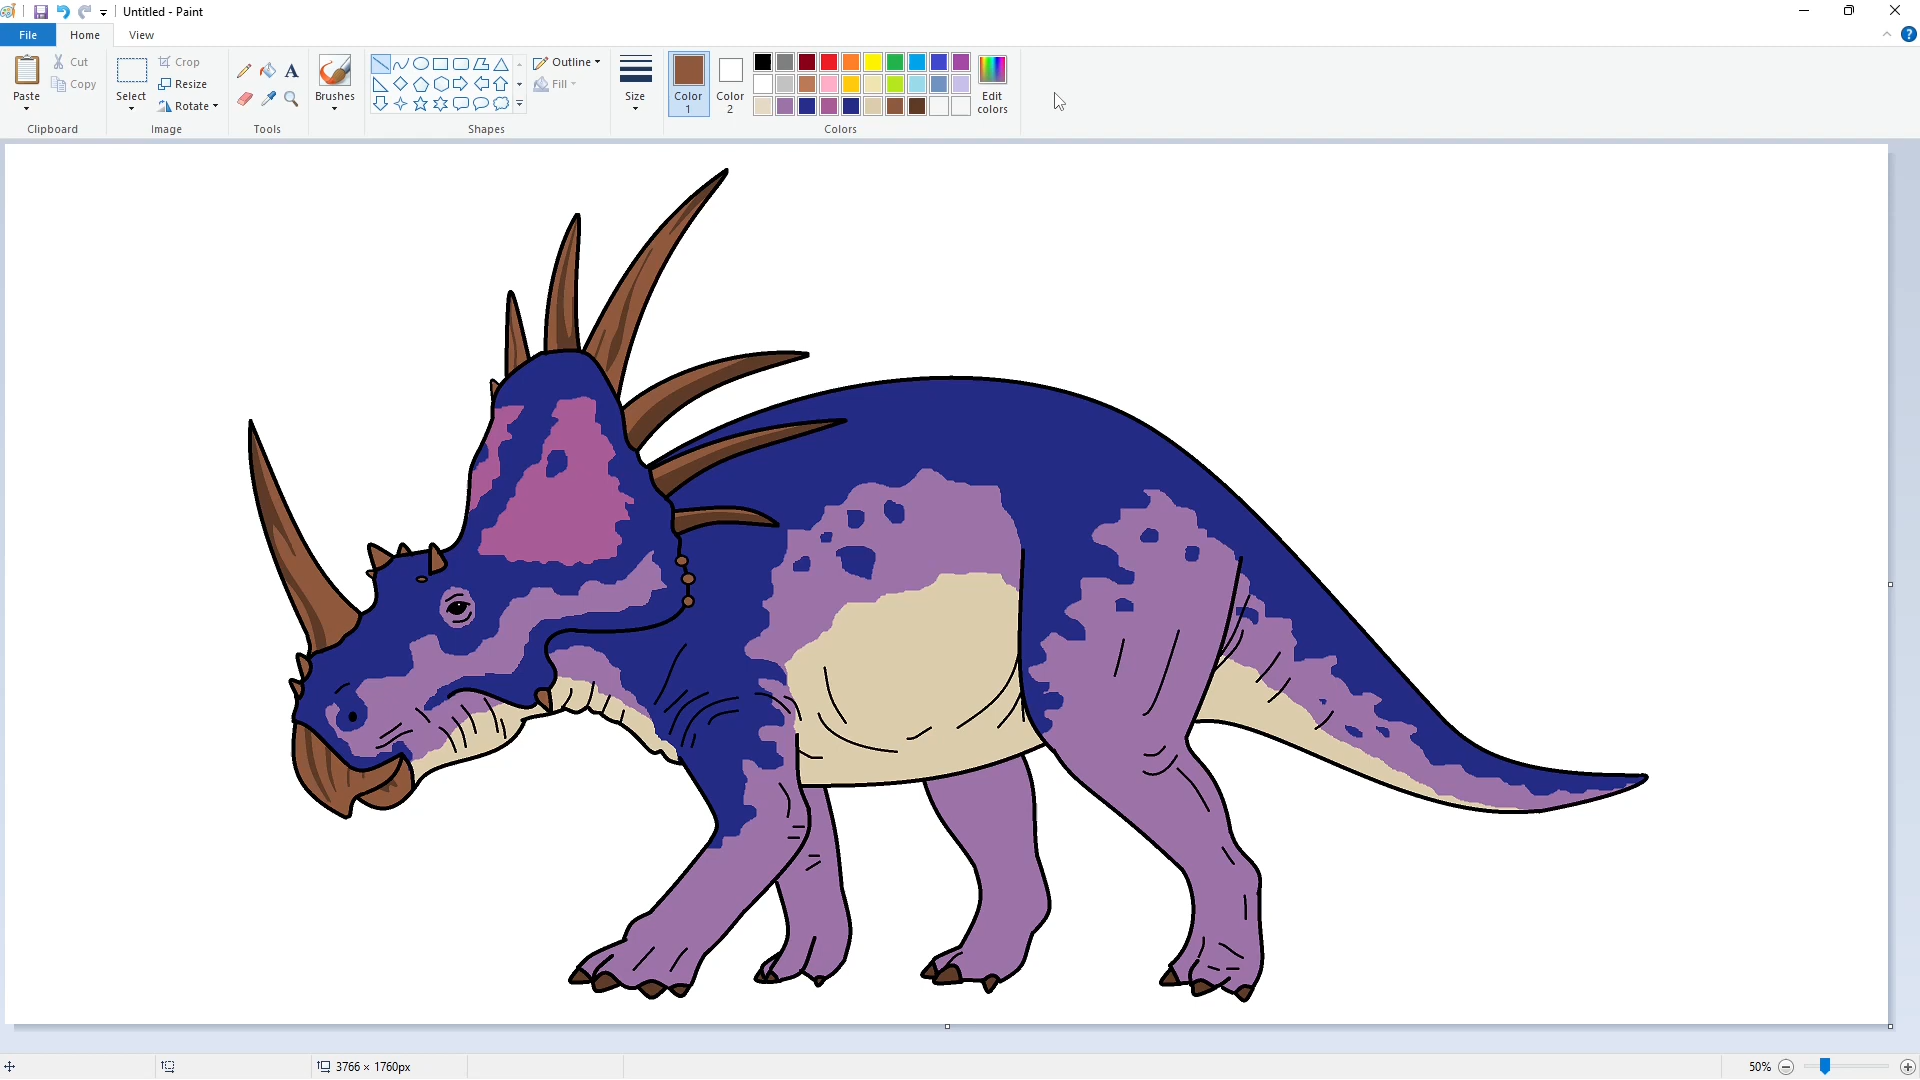 Untitled - Paint
File
Home
View
Paste
Cut
Copy
Clipboard
Select
Crop
Resize
Rotate
Image
A
Tools
Brushes
Shapes
Outline
Fill
Size
Color
1
Color
2
Colors
Edit
colors
?
3766 × 1760px
50%